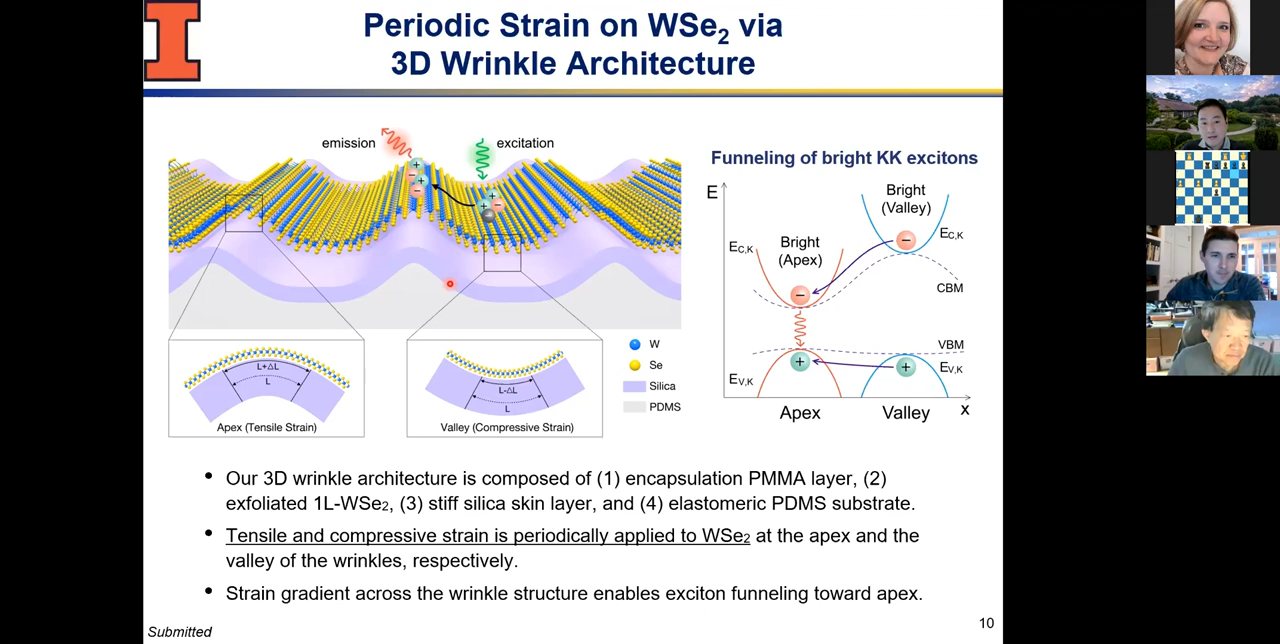 Periodic Strain on WSe2 via
3D Wrinkle Architecture
emission
excitation
Funneling of bright KK excitons
E
Bright
(Valley)
EC,K
Bright
(Apex)
EC,K
CBM
VBM
EV,K
EV,K
Apex
Valley
x
L+△L
L
Apex (Tensile Strain)
L-△L
L
Valley (Compressive Strain)
W
Se
Silica
PDMS
• Our 3D wrinkle architecture is composed of (1) encapsulation PMMA layer, (2)
exfoliated 1L-WSe2, (3) stiff silica skin layer, and (4) elastomeric PDMS substrate.
• Tensile and compressive strain is periodically applied to WSe2 at the apex and the
valley of the wrinkles, respectively.
• Strain gradient across the wrinkle structure enables exciton funneling toward apex.
Submitted
10